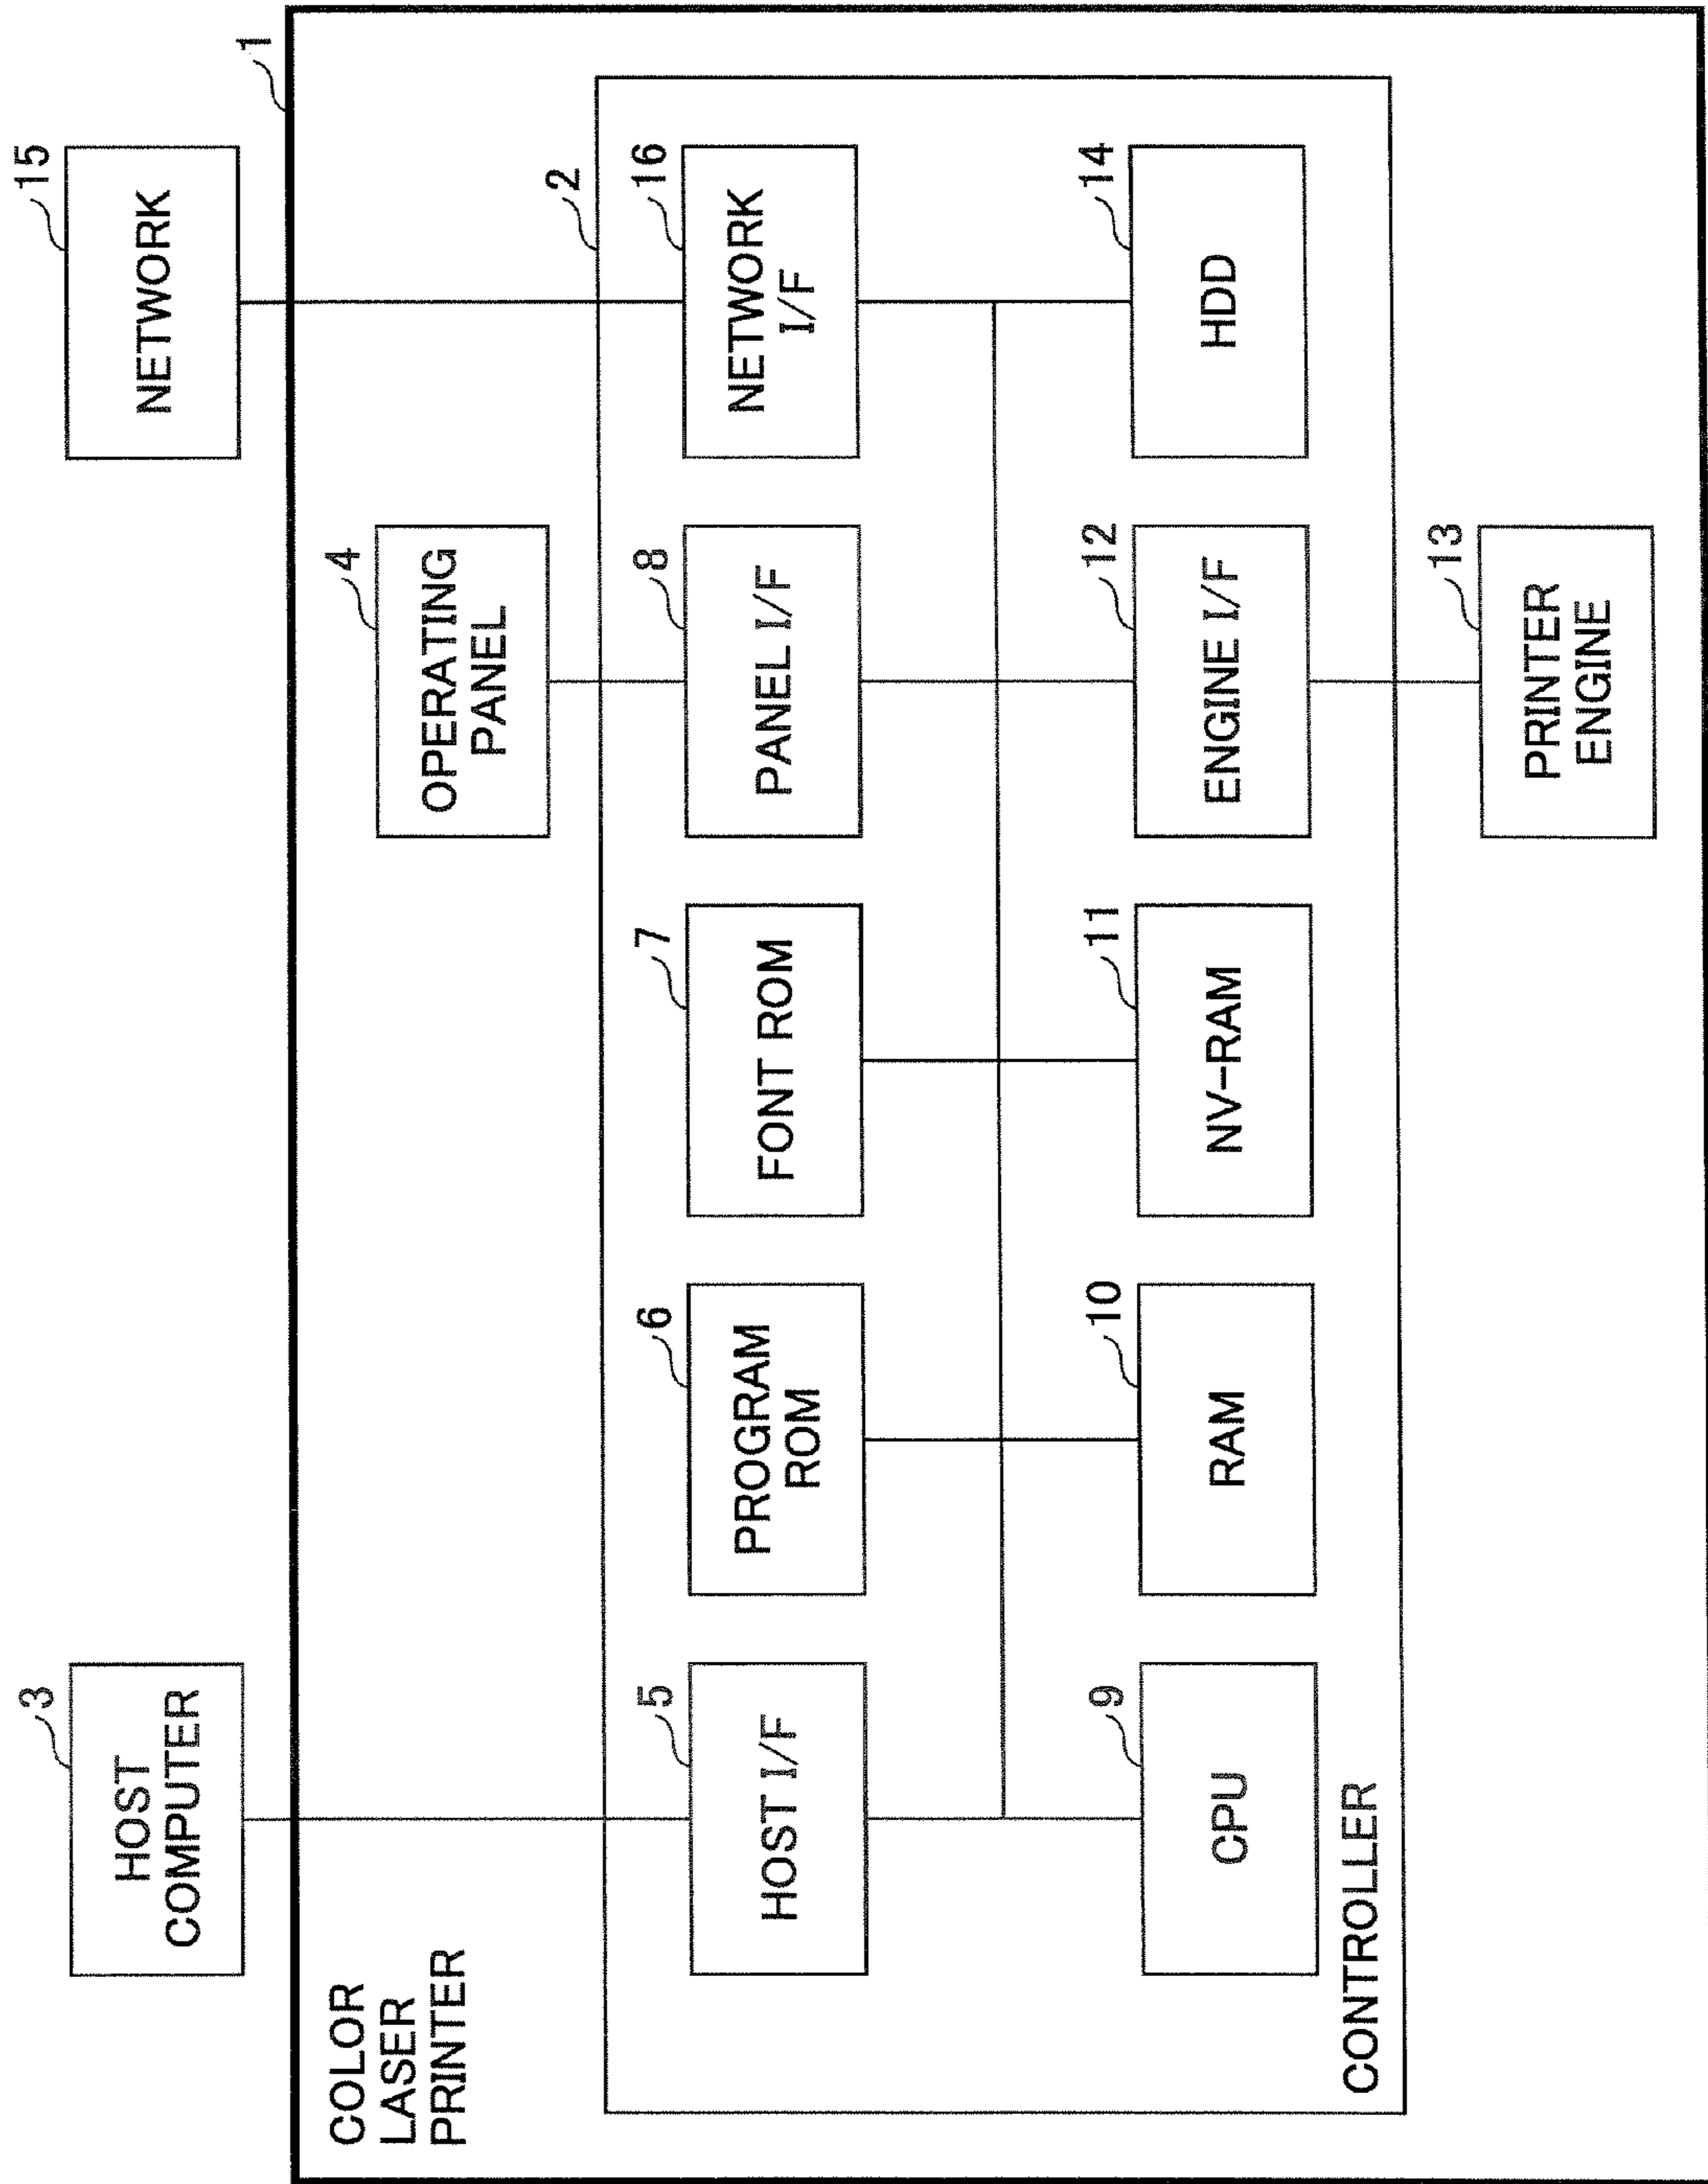 3
HOST
COMPUTER
15
NETWORK
1
COLOR
LASER
PRINTER
4
OPERATING
PANEL
2
5
HOST I/F
6
PROGRAM
ROM
7
FONT ROM
8
PANEL I/F
16
NETWORK
I/F
9
CPU
10
RAM
11
NV-RAM
12
ENGINE I/F
14
HDD
CONTROLLER
13
PRINTER
ENGINE